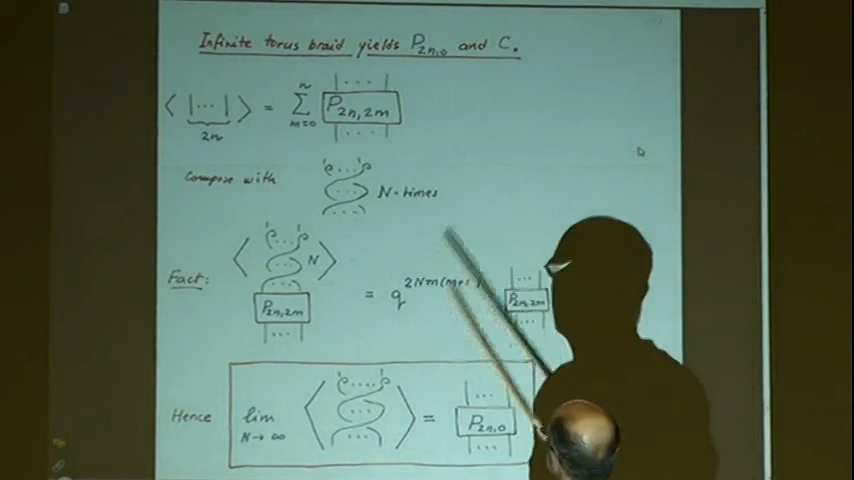 Infinite torus braid yields P2n,0 and C.
⟨ |...| ⟩ = Σ P2n,2m
n
m=0
2n
Compose with N-times
Fact: ⟨ N P2n,2m ⟩ = q P2n,2m
Hence lim ⟨ ⟩ = P2n,0
N→∞